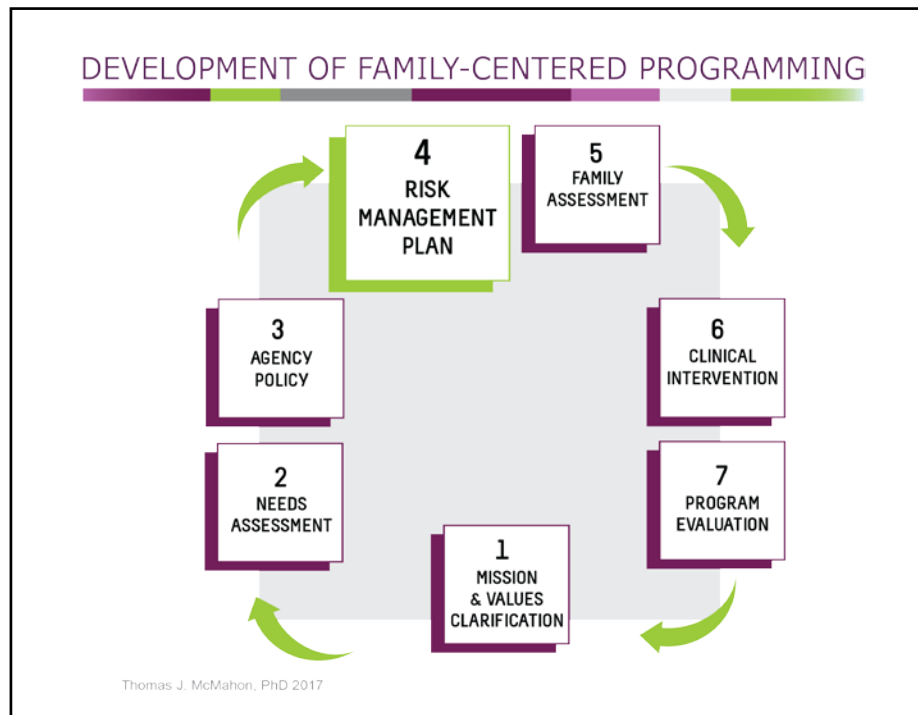 DEVELOPMENT OF FAMILY-CENTERED PROGRAMMING
4
RISK
MANAGEMENT
PLAN
5
FAMILY
ASSESSMENT
3
AGENCY
POLICY
6
CLINICAL
INTERVENTION
2
NEEDS
ASSESSMENT
7
PROGRAM
EVALUATION
1
MISSION
& VALUES
CLARIFICATION
Thomas J. McMahon, PhD 2017